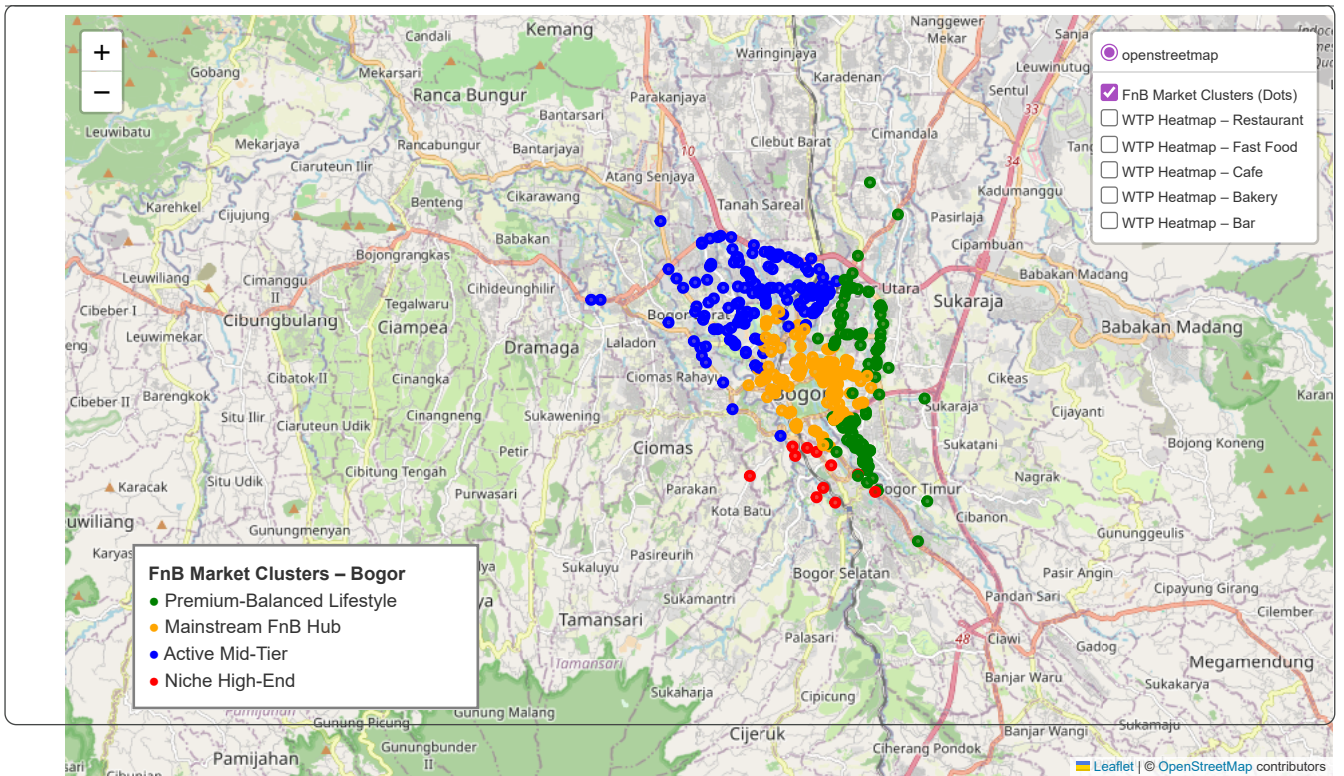 +
−
openstreetmap
FnB Market Clusters (Dots)
WTP Heatmap – Restaurant
WTP Heatmap – Fast Food
WTP Heatmap – Cafe
WTP Heatmap – Bakery
WTP Heatmap – Bar
Nanggewer
Mekar
Kemang
Candali
Waringinjaya
Gobang
Mekarsari
Karadenan
Leuwinutug
Sentul
Ranca Bungur
Parakanjaya
33
Bantarsari
Leuwibatu
Cimandala
Mekarjaya
Rancabungur
Bantarjaya
10
Cilebut Barat
34
Ciaruteun Ilir
Atang Senjaya
Kadumanggu
Benteng
Cikarawang
Tanah Sareal
Karehkel
Cijujung
Pasirlaja
Babakan
Cipambuan
Bojongrangkas
Leuwiliang
Cimanggu
II
Cihideunghilir
Utara
Babakan Madang
Sukaraja
Cibeber I
Tegalwaru
Cibungbulang
Ciampea
Babakan Madang
Leuwimekar
Dramaga
Laladon
Cibatok II
Cinangka
Ciomas Rahayu
Cikeas
Barengkok
Bogor
Karan
Cibeber II
Situ Ilir
Cinangneng
Sukawening
Sukaraja
Cijayanti
Ciaruteun Udik
Ciomas
Sukatani
Bojong Koneng
Petir
Cibitung Tengah
Situ Udik
Nagrak
Karacak
Purwasari
Parakan
Bogor Timur
Kota Batu
Cibanon
uwiliang
Gunungmenyan
Gununggeulis
Karyas
Pasireurih
Sukaluyu
Bogor Selatan
Pasir Angin
Cipayung Girang
Sukamantri
Pandan Sari
Cilember
Tamansari
Palasari
48
Ciawi
Gadog
Tamansari
Megamendung
Banjar Waru
Sukaharja
Cipicung
Sukakarya
Pamijahan
Gunung Picung
Gunung Malang
Cijeruk
Banjar Wangi
Sukamaju
Gunungbunder
II
Ciherang Pondok
Pamijahan
FnB Market Clusters – Bogor
Premium-Balanced Lifestyle
Mainstream FnB Hub
Active Mid-Tier
Niche High-End
Leaflet | © OpenStreetMap contributors